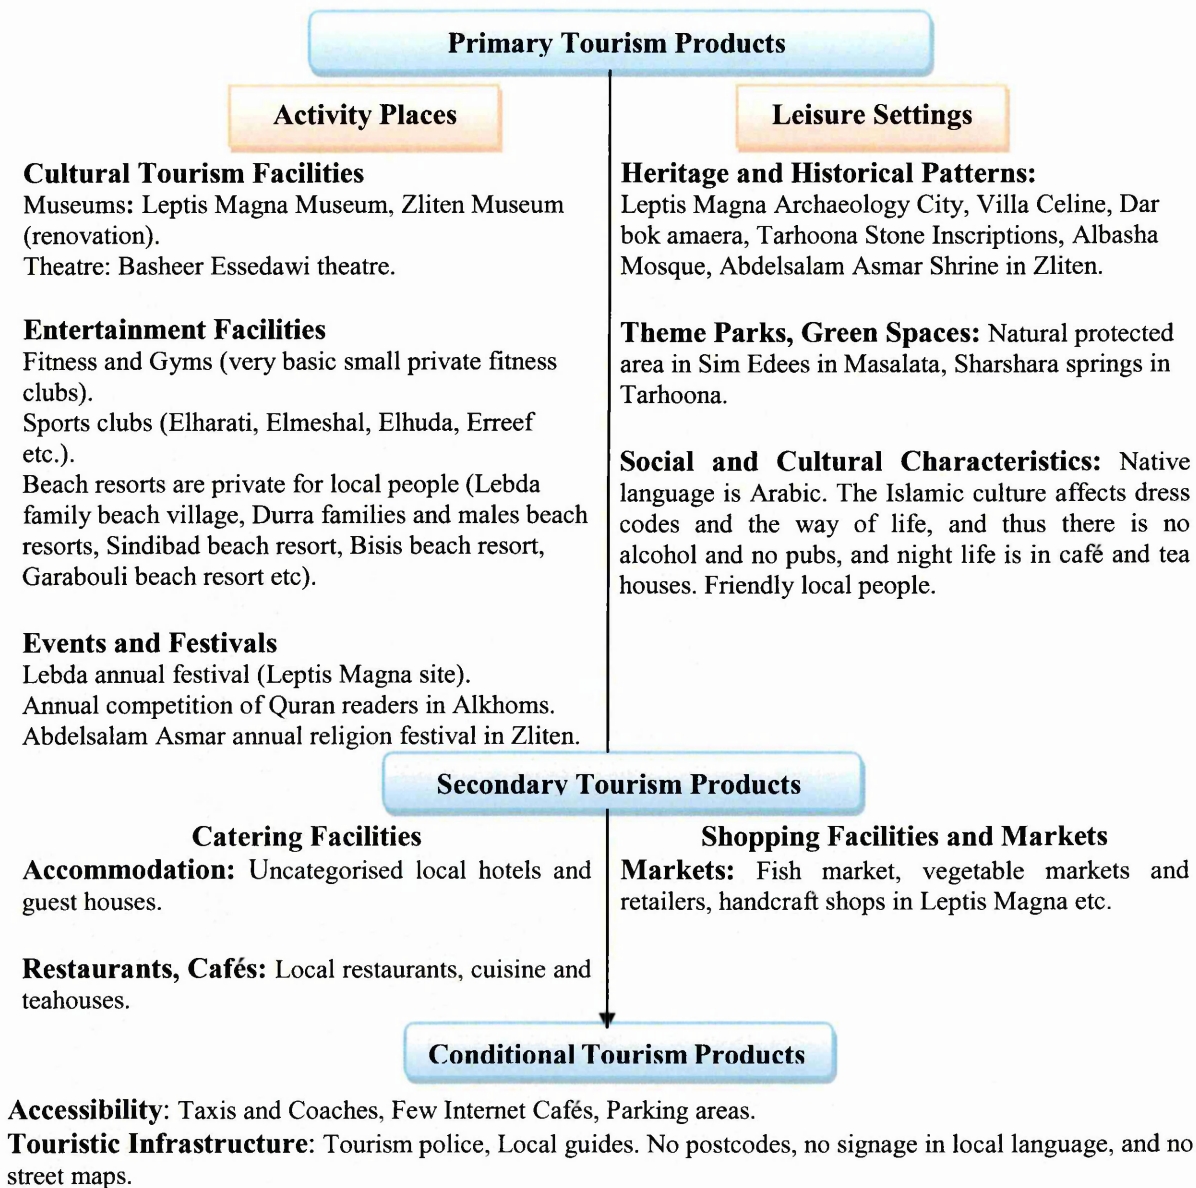 Primary Tourism Products
Activity Places
Cultural Tourism Facilities
Museums: Leptis Magna Museum, Zliten Museum
(renovation).
Theatre: Basheer Essedawi theatre.
Entertainment Facilities
Fitness and Gyms (very basic small private fitness
clubs).
Sports clubs (Elharati, Elmeshal, Elhuda, Erreef
etc.).
Beach resorts are private for local people (Lebda
family beach village, Durra families and males beach
resorts, Sindibad beach resort, Bisis beach resort,
Garabouli beach resort etc).
Events and Festivals
Lebda annual festival (Leptis Magna site).
Annual competition of Quran readers in Alkhoms.
Abdelsalam Asmar annual religion festival in Zliten.
Leisure Settings
Heritage and Historical Patterns:
Leptis Magna Archaeology City, Villa Celine, Dar
bok amaera, Tarhoona Stone Inscriptions, Albasha
Mosque, Abdelsalam Asmar Shrine in Zliten.
Theme Parks, Green Spaces: Natural protected
area in Sim Edees in Masalata, Sharshara springs in
Tarhoona.
Social and Cultural Characteristics: Native
language is Arabic. The Islamic culture affects dress
codes and the way of life, and thus there is no
alcohol and no pubs, and night life is in café and tea
houses. Friendly local people.
Secondary Tourism Products
Catering Facilities
Accommodation: Uncategorised local hotels and
guest houses.
Restaurants, Cafés: Local restaurants, cuisine and
teahouses.
Shopping Facilities and Markets
Markets: Fish market, vegetable markets and
retailers, handcraft shops in Leptis Magna etc.
Conditional Tourism Products
Accessibility: Taxis and Coaches, Few Internet Cafés, Parking areas.
Touristic Infrastructure: Tourism police, Local guides. No postcodes, no signage in local language, and no
street maps.